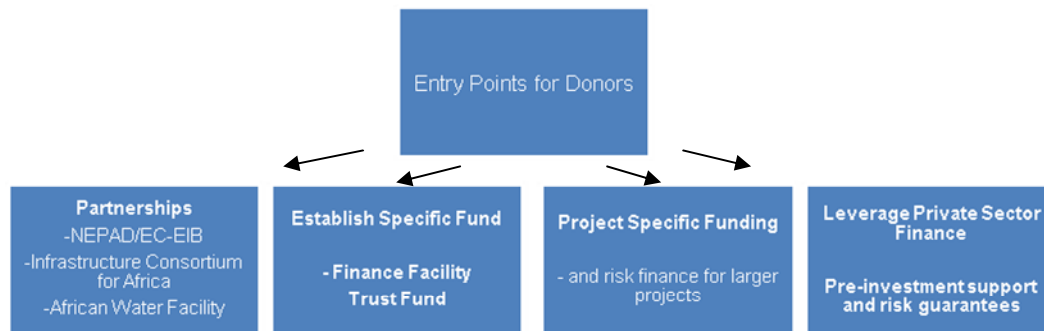 Entry Points for Donors
Partnerships
-NEPAD/EC-EIB
-Infrastructure Consortium
for Africa
-African Water Facility
Establish Specific Fund
- Finance Facility
Trust Fund
Project Specific Funding
- and risk finance for larger
projects
Leverage Private Sector
Finance
Pre-investment support
and risk guarantees